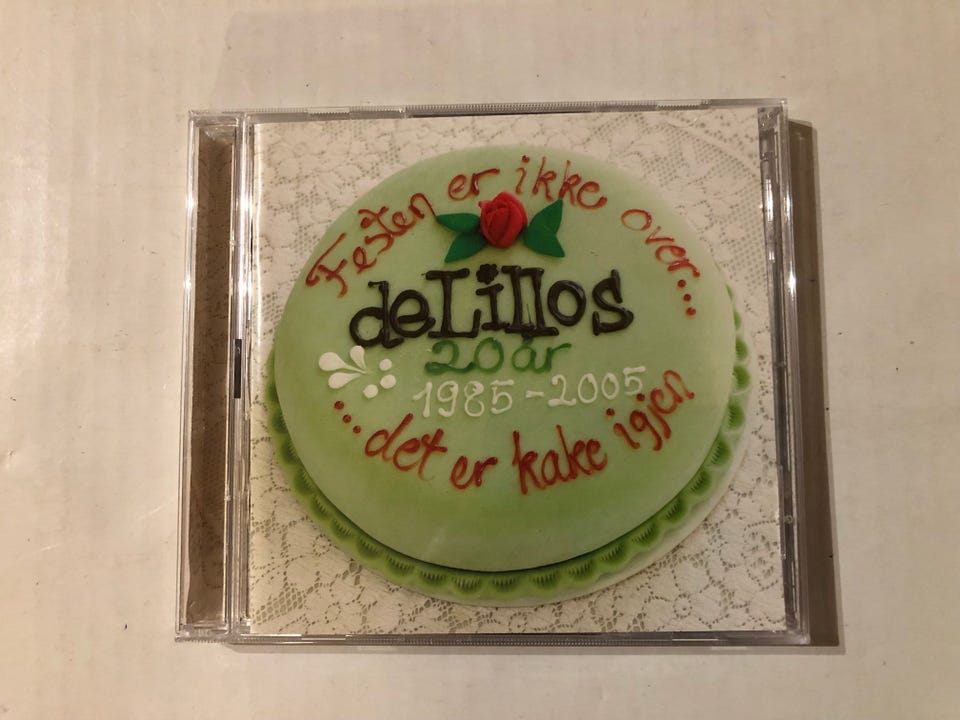 Festen er ikke over...
deLillos
20 år
1985-2005
...det er kake igjen